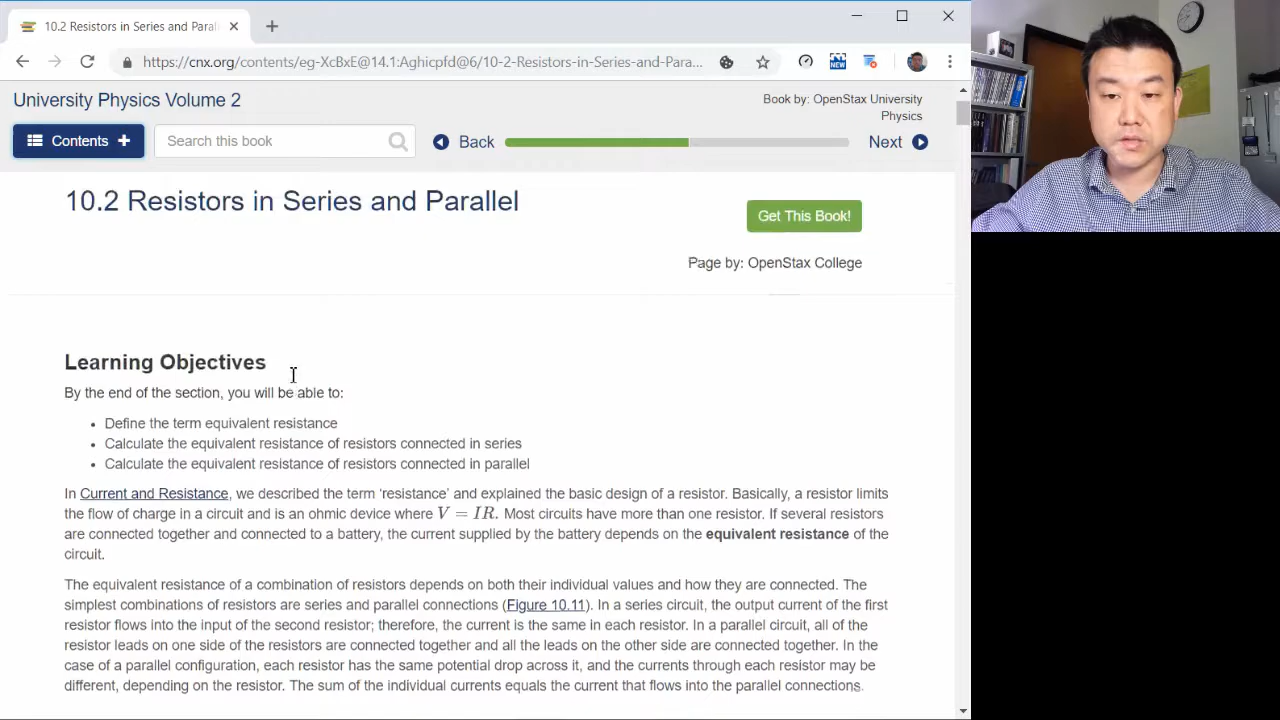 10.2 Resistors in Series and Paral
https://cnx.org/contents/eg-XcBxE@14.1:Aghicpfd@6/10-2-Resistors-in-Series-and-Para...
NEW
University Physics Volume 2
Book by: OpenStax University
Physics
Contents +
Search this book
Back
Next
10.2 Resistors in Series and Parallel
Get This Book!
Page by: OpenStax College
Learning Objectives
By the end of the section, you will be able to:
• Define the term equivalent resistance
• Calculate the equivalent resistance of resistors connected in series
• Calculate the equivalent resistance of resistors connected in parallel
In Current and Resistance, we described the term ‘resistance’ and explained the basic design of a resistor. Basically, a resistor limits
the flow of charge in a circuit and is an ohmic device where V = IR. Most circuits have more than one resistor. If several resistors
are connected together and connected to a battery, the current supplied by the battery depends on the equivalent resistance of the
circuit.
The equivalent resistance of a combination of resistors depends on both their individual values and how they are connected. The
simplest combinations of resistors are series and parallel connections (Figure 10.11). In a series circuit, the output current of the first
resistor flows into the input of the second resistor; therefore, the current is the same in each resistor. In a parallel circuit, all of the
resistor leads on one side of the resistors are connected together and all the leads on the other side are connected together. In the
case of a parallel configuration, each resistor has the same potential drop across it, and the currents through each resistor may be
different, depending on the resistor. The sum of the individual currents equals the current that flows into the parallel connections.